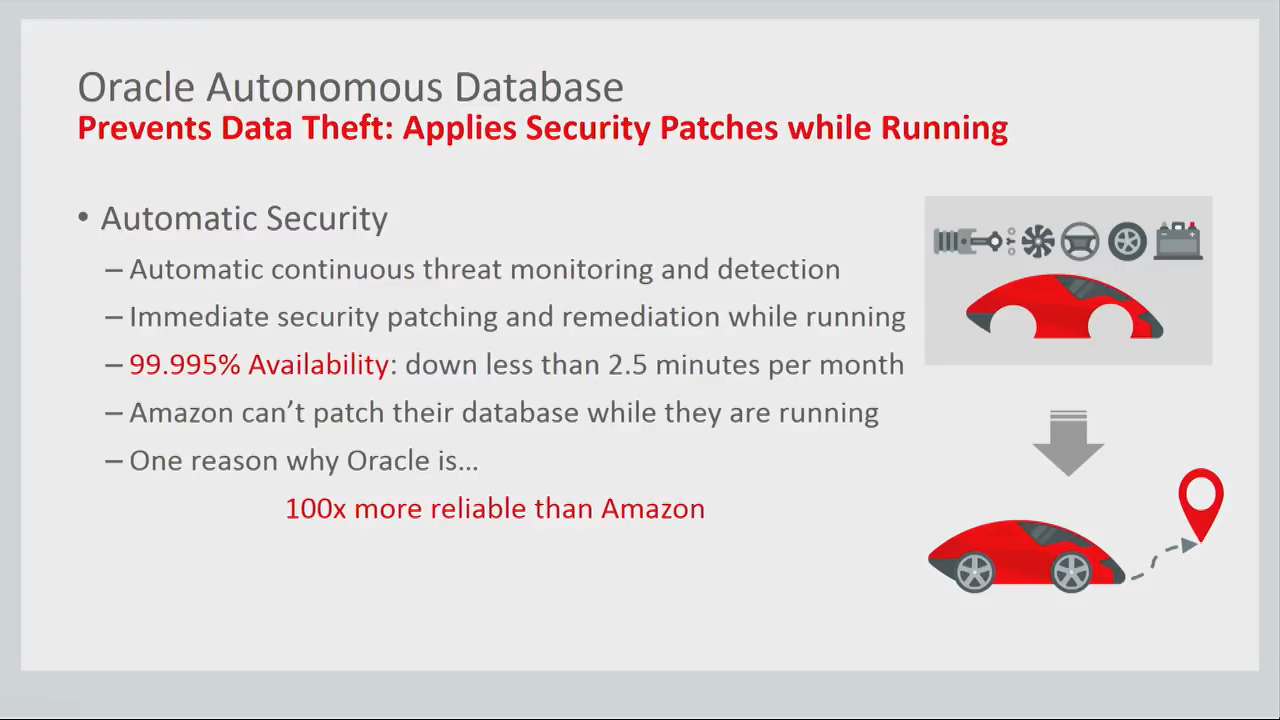 Oracle Autonomous Database
Prevents Data Theft: Applies Security Patches while Running
• Automatic Security
– Automatic continuous threat monitoring and detection
– Immediate security patching and remediation while running
– 99.995% Availability: down less than 2.5 minutes per month
– Amazon can’t patch their database while they are running
– One reason why Oracle is…
100x more reliable than Amazon